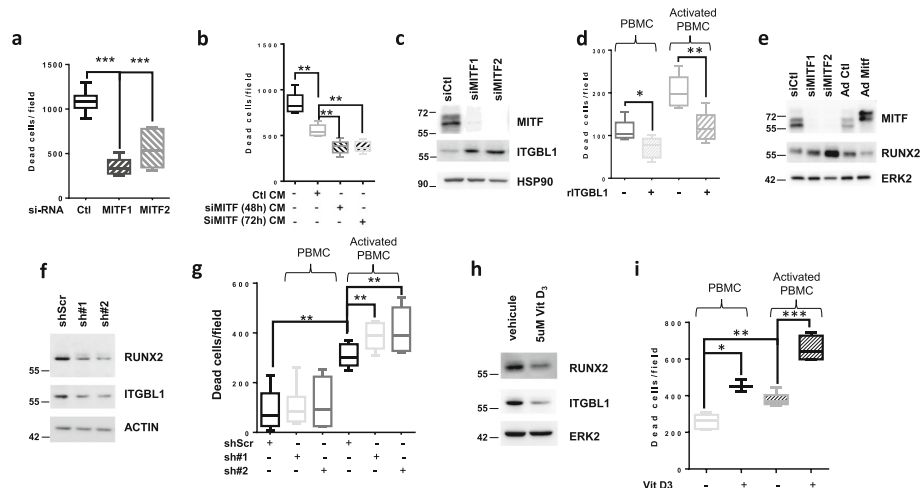 a
Dead cells/field
1500
1000
500
0
*** ***
si-RNA Ctl MITF1 MITF2
b
Dead cells/field
1500
1000
500
0
**
**
**
Ctl CM - + - -
siMITF (48h) CM - - + -
SiMITF (72h) CM - - - +
c
siCtl siMITF1 siMITF2
72
55
MITF
55
ITGBL1
90
HSP90
d
PBMC Activated PBMC
Dead cells/field
300
200
100
0
*
**
rITGBL1 - + - +
e
siCtl siMITF1 siMITF2 Ad Ctl Ad Mitf
72
55
MITF
55
RUNX2
42
ERK2
f
shScr sh#1 sh#2
RUNX2
55
ITGBL1
55
ACTIN
42
g
PBMC Activated PBMC
Dead cells/field
600
400
200
0
**
**
**
shScr + - - + - -
sh#1 - + - - + -
sh#2 - - + - - +
h
vehicule 5uM Vit D3
RUNX2
55
ITGBL1
55
ERK2
42
i
PBMC Activated PBMC
Dead cells/field
800
600
400
200
0
***
**
*
Vit D3 - + - +